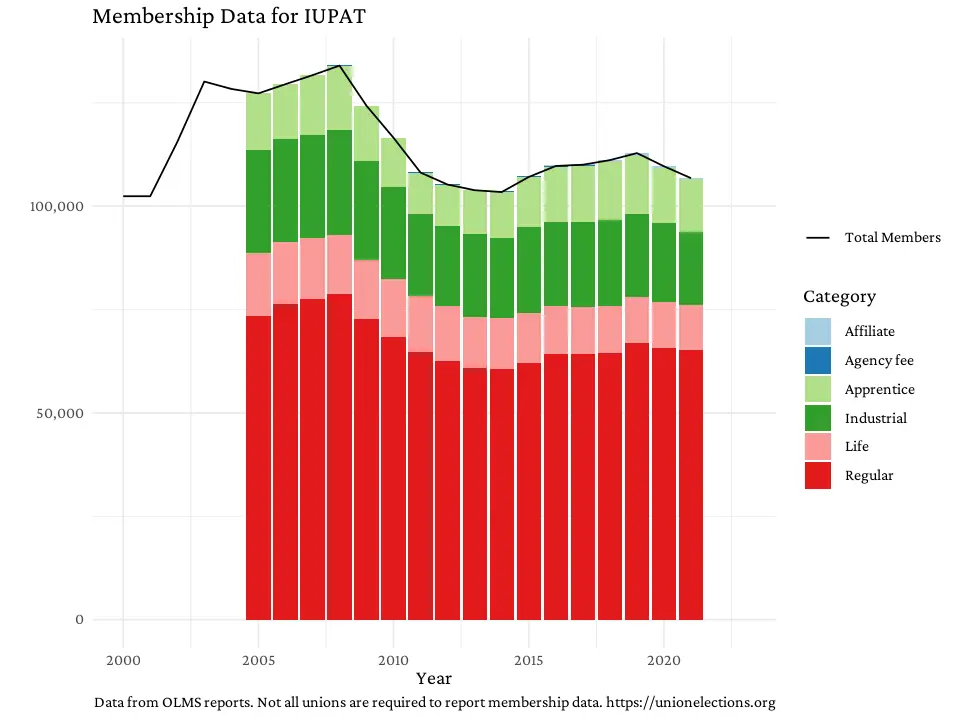 Membership Data for IUPAT
100,000
50,000
0
2000
2005
2010
2015
2020
Year
Total Members
Category
Affiliate
Agency fee
Apprentice
Industrial
Life
Regular
Data from OLMS reports. Not all unions are required to report membership data. https://unionelections.org